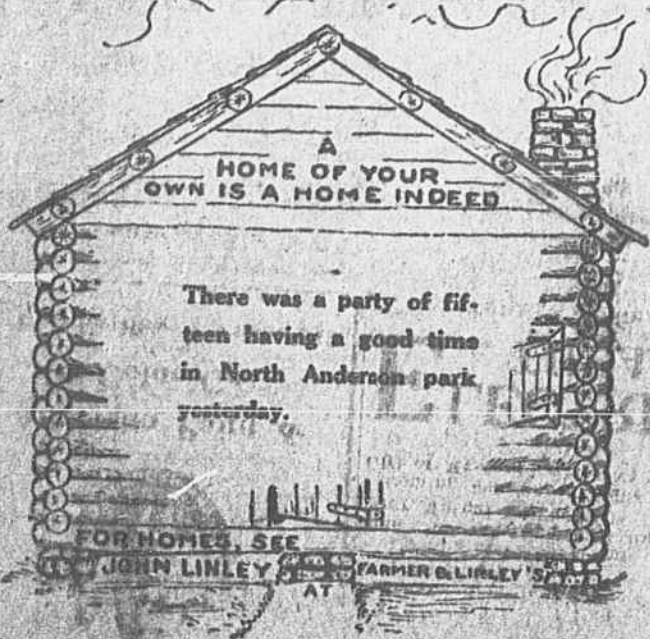 A
HOME OF YOUR
OWN IS A HOME INDEED
There was a party of fif-
teen having a good time
in North Anderson park
yesterday.
FOR HOMES, SEE
JOHN LINLEY AT FARMER & LINLEY'S